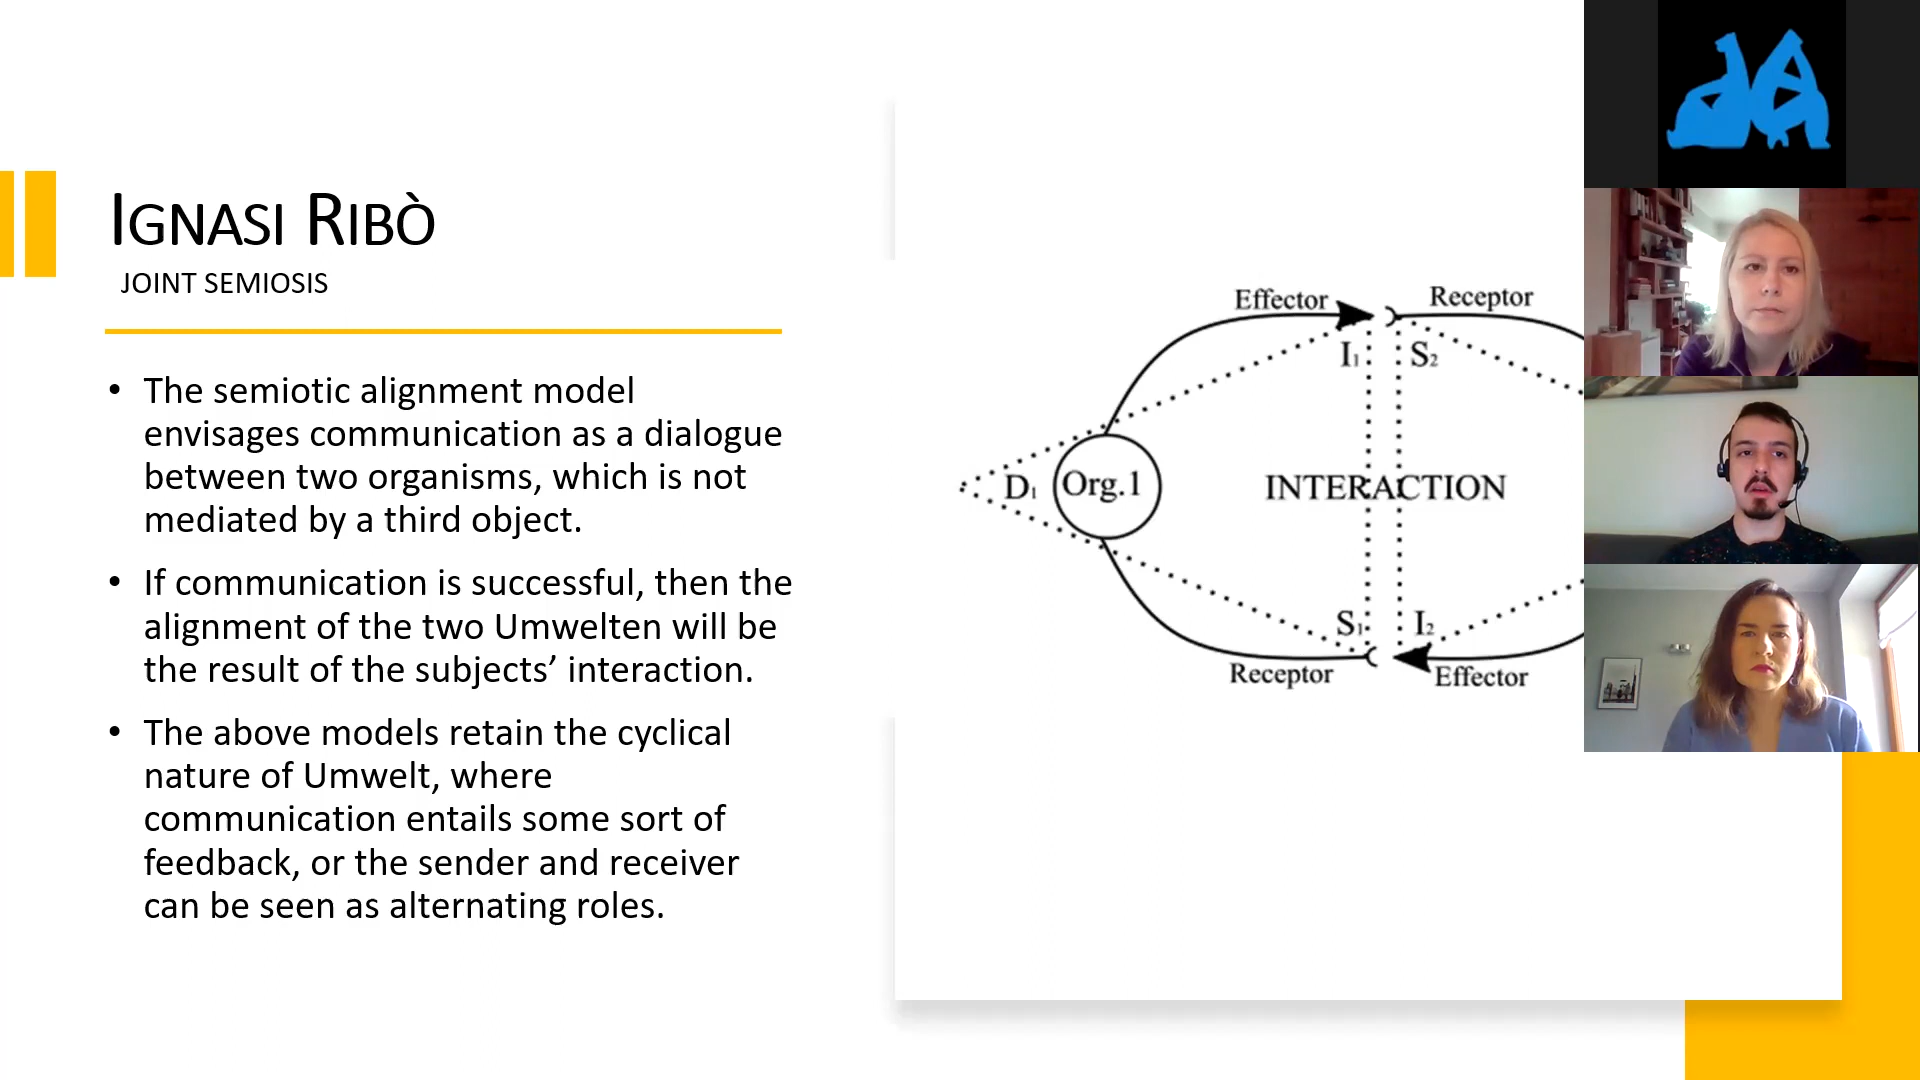 IGNASI RIBÒ
JOINT SEMIOSIS
• The semiotic alignment model
envisages communication as a dialogue
between two organisms, which is not
mediated by a third object.
• If communication is successful, then the
alignment of the two Umwelten will be
the result of the subjects’ interaction.
• The above models retain the cyclical
nature of Umwelt, where
communication entails some sort of
feedback, or the sender and receiver
can be seen as alternating roles.
Effector Receptor
I1 S2
D1 Org.1 INTERACTION
S1 I2
Receptor Effector